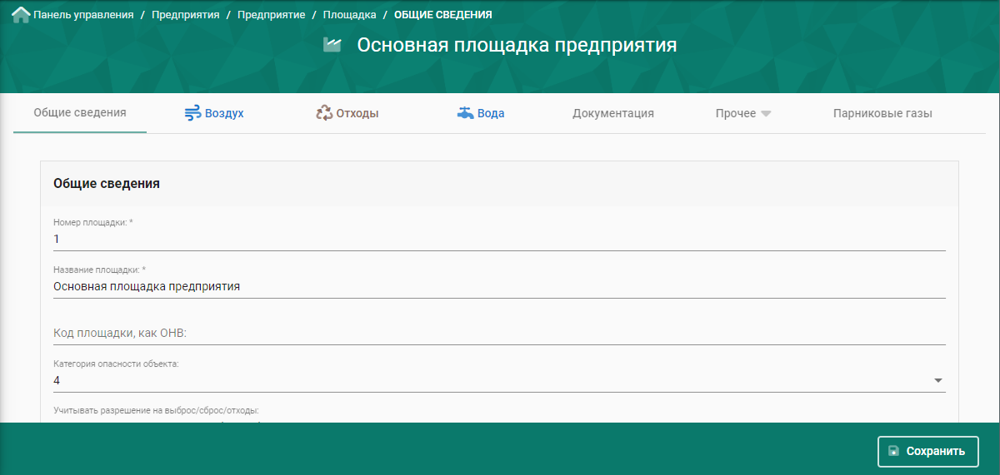 Панель управления / Предприятия / Предприятие / Площадка / ОБЩИЕ СВЕДЕНИЯ
Основная площадка предприятия
Общие сведения Воздух Отходы Вода Документация Прочее Парниковые газы
Общие сведения
Номер площадки: *
1
Название площадки: *
Основная площадка предприятия
Код площадки, как ОНВ:
Категория опасности объекта:
4
Учитывать разрешение на выброс/сброс/отходы:
Сохранить